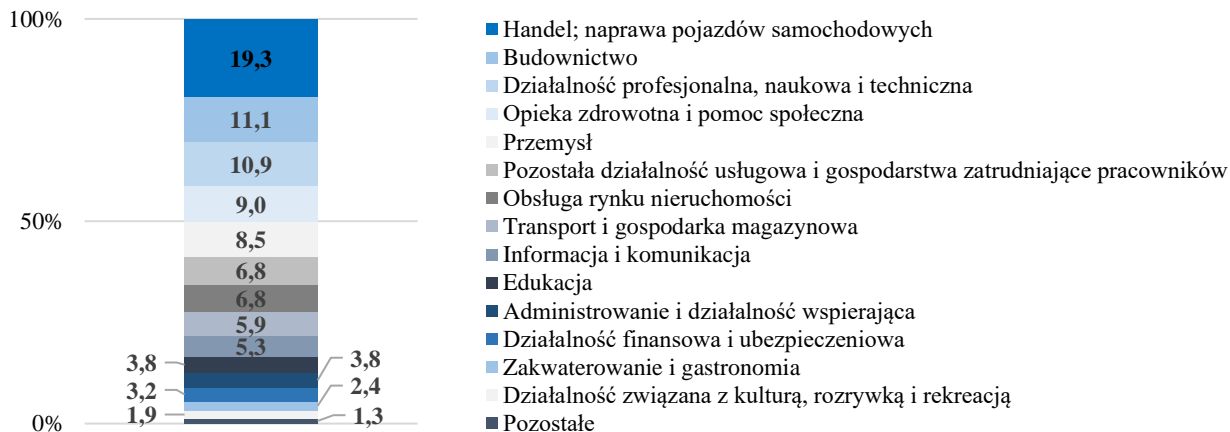 100%
50%
0%
19,3
11,1
10,9
9,0
8,5
6,8
6,8
5,9
5,3
3,8
3,8
3,2
2,4
1,9
1,3
Handel; naprawa pojazdów samochodowych
Budownictwo
Działalność profesjonalna, naukowa i techniczna
Opieka zdrowotna i pomoc społeczna
Przemysł
Pozostała działalność usługowa i gospodarstwa zatrudniające pracowników
Obsługa rynku nieruchomości
Transport i gospodarka magazynowa
Informacja i komunikacja
Edukacja
Administrowanie i działalność wspierająca
Działalność finansowa i ubezpieczeniowa
Zakwaterowanie i gastronomia
Działalność związana z kulturą, rozrywką i rekreacją
Pozostałe